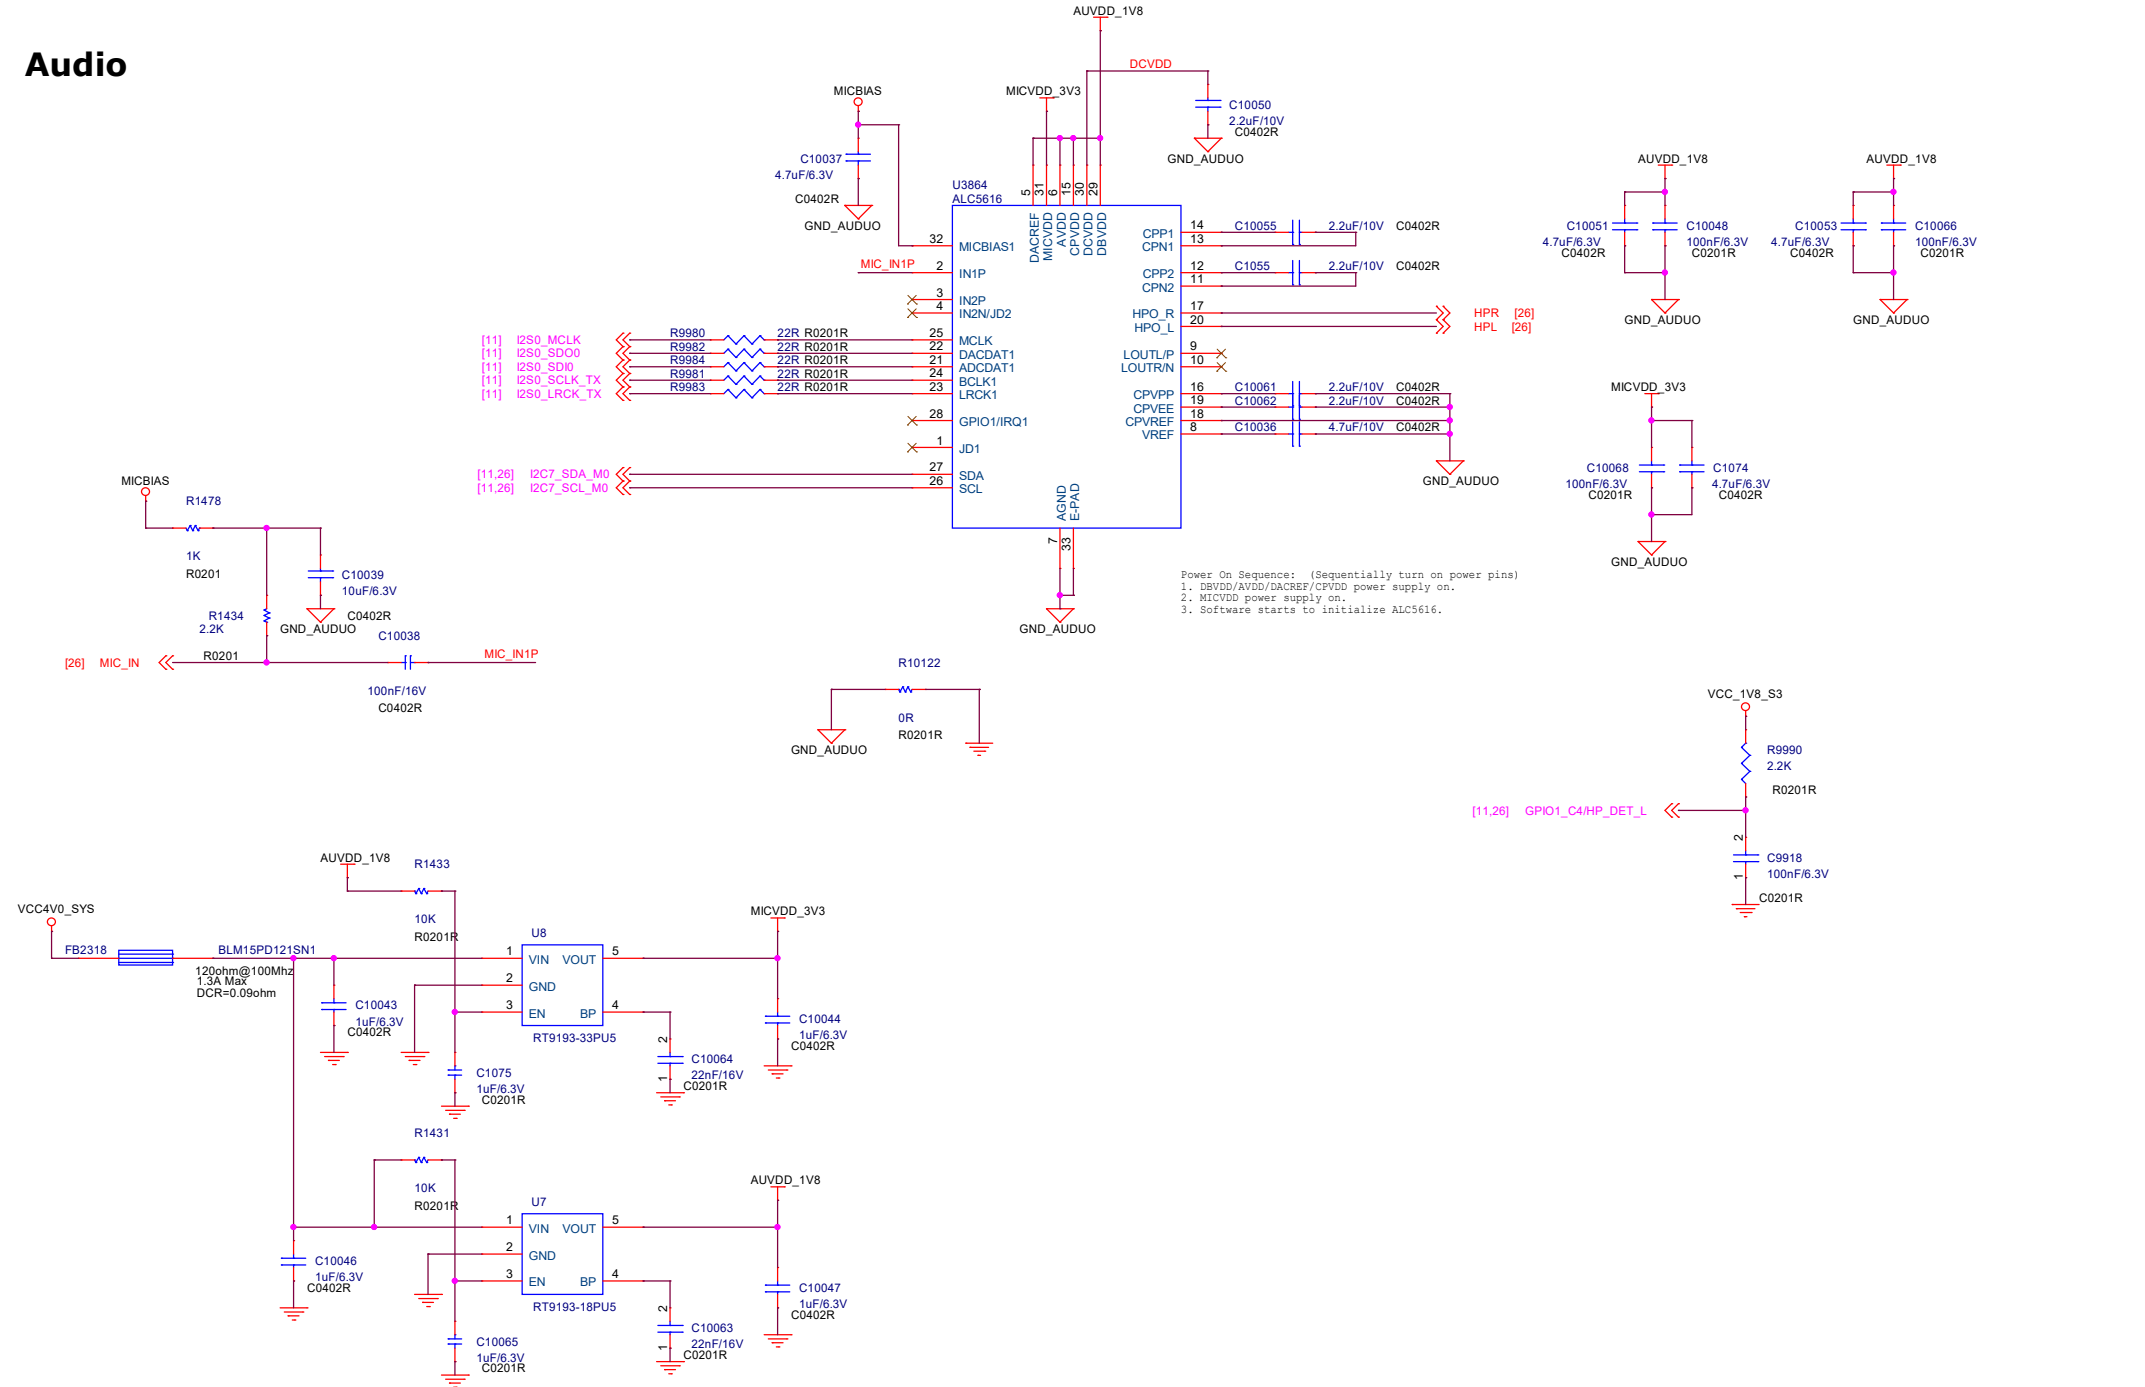 Audio
AUVDD_1V8
DCVDD
MICBIAS
MICVDD_3V3
C10050
2.2uF/10V
C0402R
GND_AUDUO
C10037
4.7uF/6.3V
C0402R
GND_AUDUO
U3864
ALC5616
5
31
6
15
30
29
DACREF
MICVDD
AVDD
CPVDD
DCVDD
DBVDD
32 MICBIAS1
MIC_IN1P 2 IN1P
3 IN2P
4 IN2N/JD2
[11] I2S0_MCLK R9980 22R R0201R 25 MCLK
[11] I2S0_SDO0 R9982 22R R0201R 22 DACDAT1
[11] I2S0_SDI0 R9984 22R R0201R 21 ADCDAT1
[11] I2S0_SCLK_TX R9981 22R R0201R 24 BCLK1
[11] I2S0_LRCK_TX R9983 22R R0201R 23 LRCK1
28 GPIO1/IRQ1
1 JD1
[11,26] I2C7_SDA_M0 27 SDA
[11,26] I2C7_SCL_M0 26 SCL
CPP1 14 C10055 2.2uF/10V C0402R
CPN1 13
CPP2 12 C1055 2.2uF/10V C0402R
CPN2 11
HPO_R 17 HPR [26]
HPO_L 20 HPL [26]
LOUTL/P 9
LOUTR/N 10
CPVPP 16 C10061 2.2uF/10V C0402R
CPVEE 19 C10062 2.2uF/10V C0402R
CPVREF 18
VREF 8 C10036 4.7uF/10V C0402R
GND_AUDUO
AGND
E-PAD
7
33
GND_AUDUO
AUVDD_1V8
C10051
4.7uF/6.3V
C0402R
C10048
100nF/6.3V
C0201R
GND_AUDUO
AUVDD_1V8
C10053
4.7uF/6.3V
C0402R
C10066
100nF/6.3V
C0201R
GND_AUDUO
MICVDD_3V3
C10068
100nF/6.3V
C0201R
C1074
4.7uF/6.3V
C0402R
GND_AUDUO
Power On Sequence: (Sequentially turn on power pins)
1. DBVDD/AVDD/DACREF/CPVDD power supply on.
2. MICVDD power supply on.
3. Software starts to initialize ALC5616.
MICBIAS
R1478
1K
R0201
C10039
10uF/6.3V
C0402R
GND_AUDUO
R1434
2.2K
R0201
C10038
100nF/16V
C0402R
[26] MIC_IN
MIC_IN1P
R10122
0R
R0201R
GND_AUDUO
VCC_1V8_S3
R9990
2.2K
R0201R
[11,26] GPIO1_C4/HP_DET_L
2
C9918
100nF/6.3V
1
C0201R
AUVDD_1V8
R1433
10K
R0201R
VCC4V0_SYS
FB2318
BLM15PD121SN1
120ohm@100Mhz
1.3A Max
DCR=0.09ohm
C10043
1uF/6.3V
C0402R
U8
1 VIN VOUT 5
2 GND
3 EN BP 4
RT9193-33PU5
MICVDD_3V3
C10044
1uF/6.3V
C0402R
2
C10064
22nF/16V
1
C0201R
C1075
1uF/6.3V
C0201R
R1431
10K
R0201R
U7
1 VIN VOUT 5
2 GND
3 EN BP 4
RT9193-18PU5
AUVDD_1V8
C10046
1uF/6.3V
C0402R
C10047
1uF/6.3V
C0402R
2
C10063
22nF/16V
1
C0201R
C10065
1uF/6.3V
C0201R